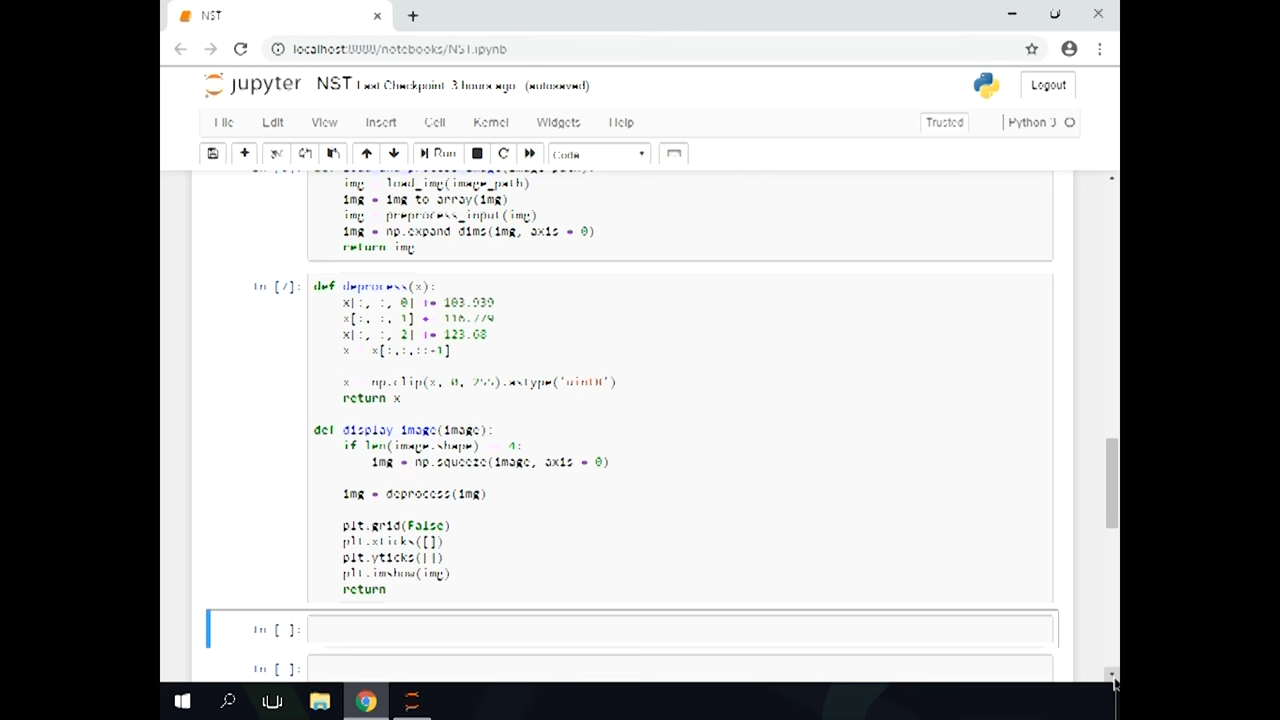 NST
localhost:8888/notebooks/NST.ipynb
jupyter NST Last Checkpoint: 3 hours ago (autosaved)
Logout
File Edit View Insert Cell Kernel Widgets Help
Trusted Python 3
Run Code
img = load_img(image_path)
img = img_to_array(img)
img = preprocess_input(img)
img = np.expand_dims(img, axis = 0)
return img
In [7]:
def deprocess(x):
x[:, :, 0] += 103.939
x[:, :, 1] += 116.779
x[:, :, 2] += 123.68
x = x[:,:,::-1]
x = np.clip(x, 0, 255).astype('uint8')
return x
def display_image(image):
if len(image.shape) == 4:
img = np.squeeze(image, axis = 0)
img = deprocess(img)
plt.grid(False)
plt.xticks([])
plt.yticks([])
plt.imshow(img)
return
In [ ]:
In [ ]: